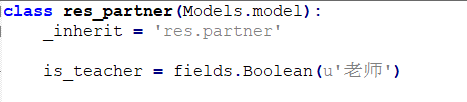 class res_partner(Models.model):
_inherit = 'res.partner'
is_teacher = fields.Boolean(u'老师')